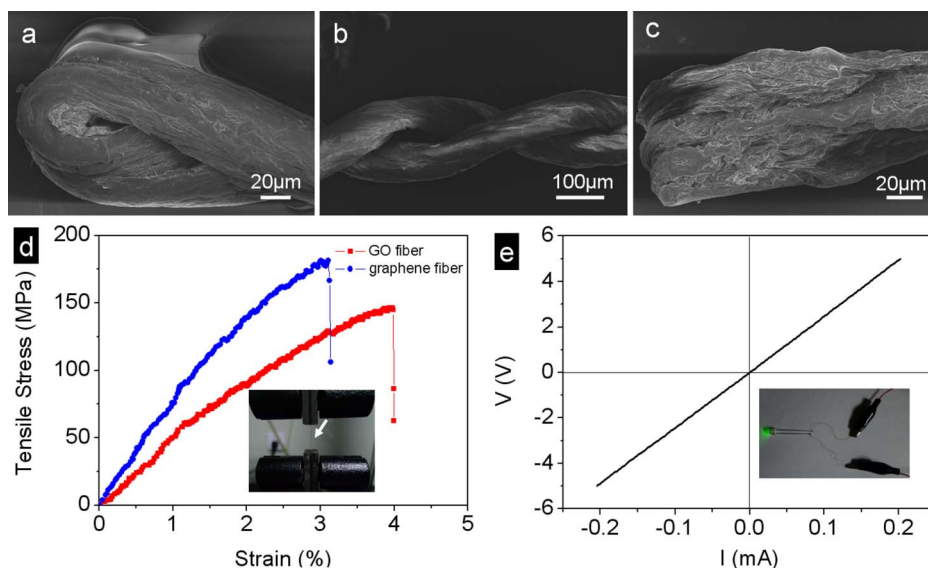 a
20μm
b
100μm
c
20μm
d
200
150
100
50
0
0
1
2
3
4
5
Tensile Stress (MPa)
Strain (%)
GO fiber
graphene fiber
e
6
4
2
0
-2
-4
-6
-0.2
-0.1
0.0
0.1
0.2
V (V)
I (mA)